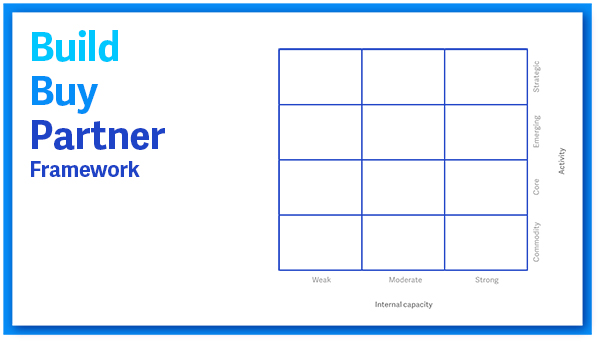 Build
Buy
Partner
Framework
Strategic
Emerging
Core
Commodity
Activity
Weak
Moderate
Strong
Internal capacity